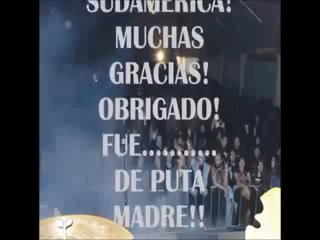 SUDAMERICA!
MUCHAS
GRACIAS!
OBRIGADO!
FUE...........
DE PUTA
MADRE!!